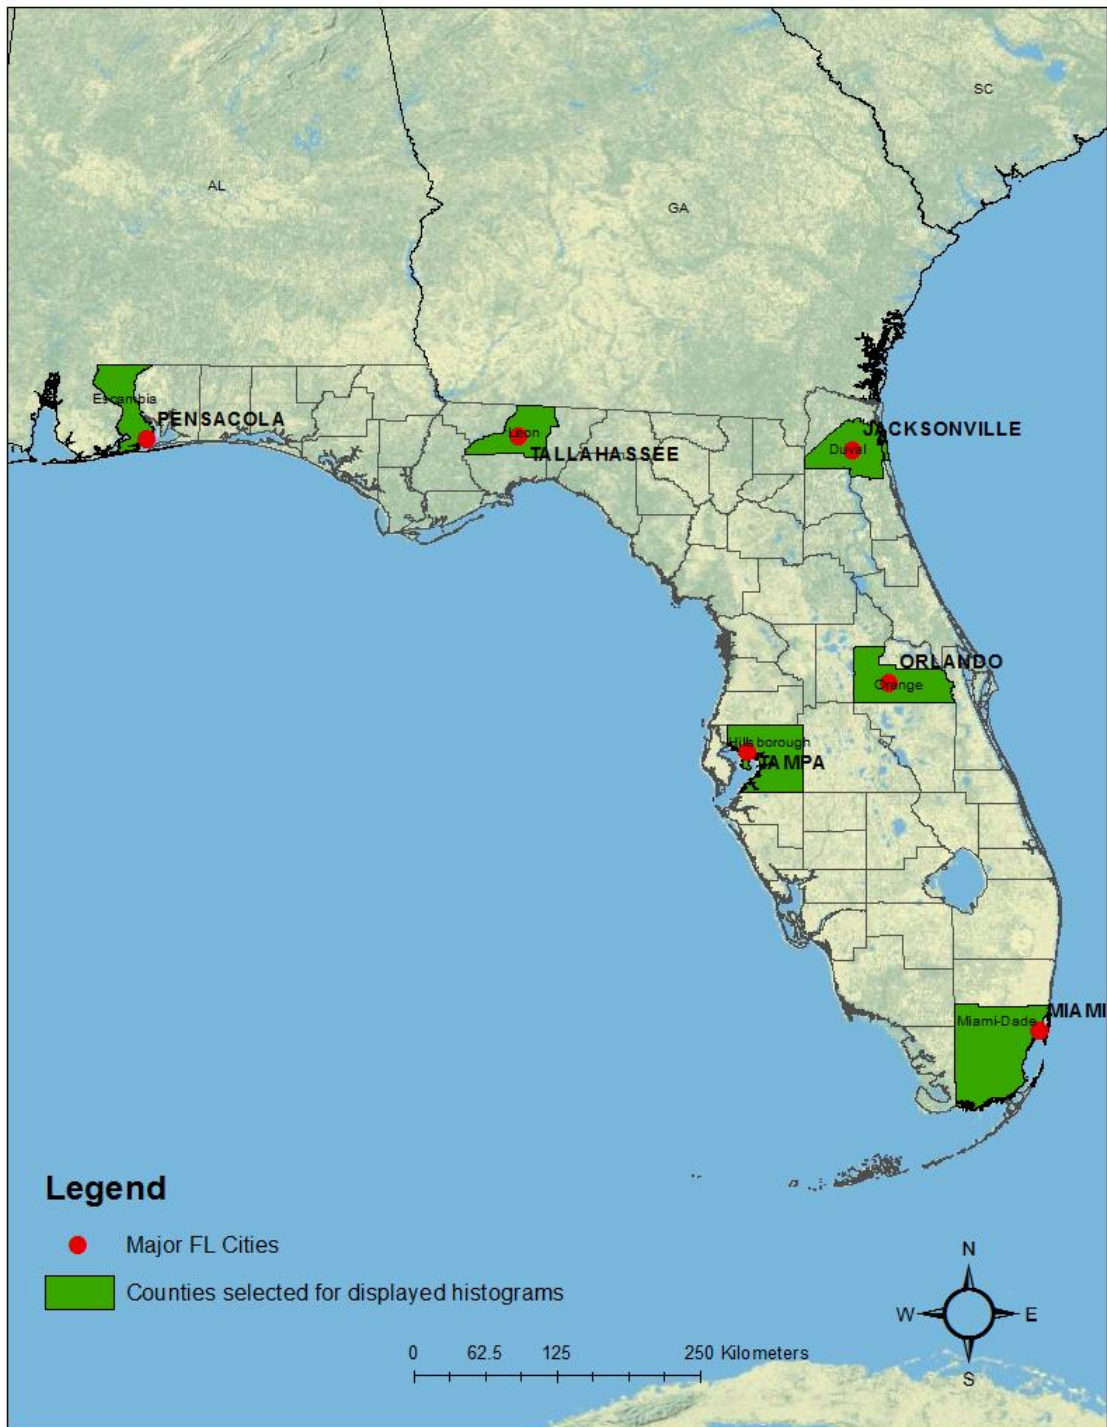 SC
AL
GA
Escambia
PENSACOLA
Leon
TALLAHASSEE
JACKSONVILLE
Duval
ORLANDO
Orange
Hillsborough
TAMPA
MIAMI
Miami-Dade
Legend
Major FL Cities
Counties selected for displayed histograms
N
W E
S
0 62.5 125 250 Kilometers